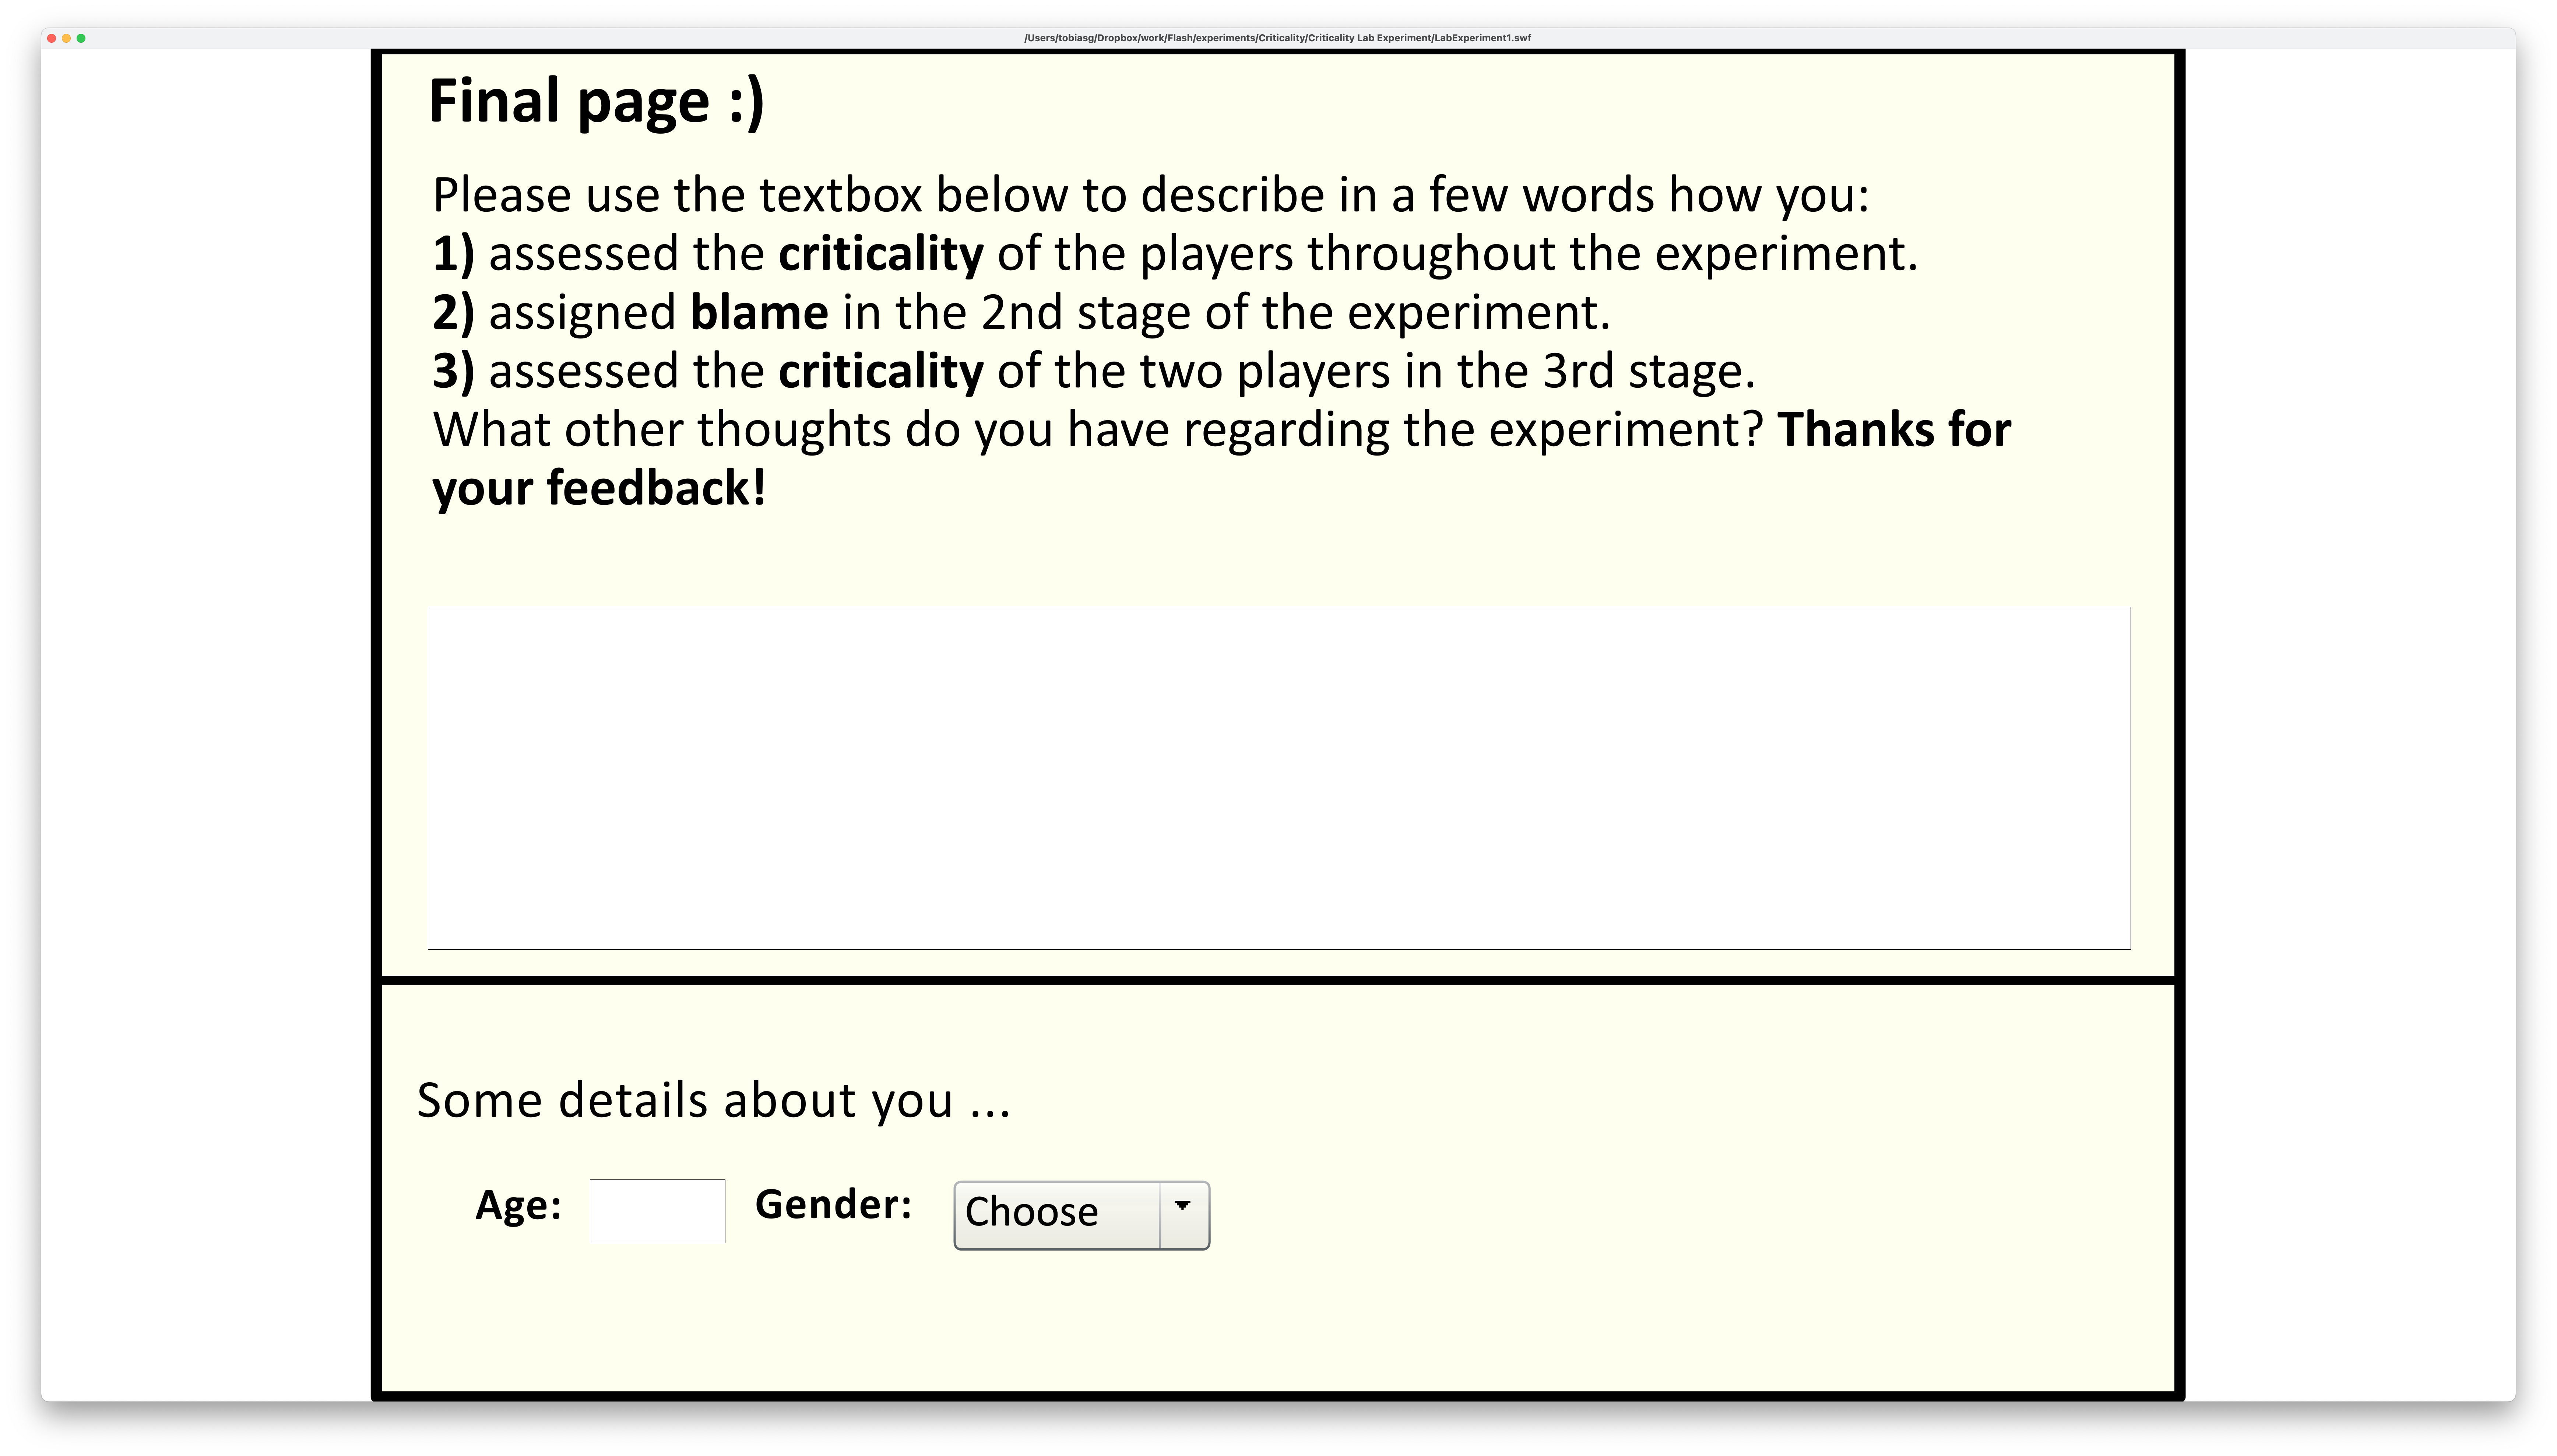 /Users/tobiasg/Dropbox/work/Flash/experiments/Criticality/Criticality Lab Experiment/LabExperiment1.swf
Final page :)
Please use the textbox below to describe in a few words how you:
1) assessed the criticality of the players throughout the experiment.
2) assigned blame in the 2nd stage of the experiment.
3) assessed the criticality of the two players in the 3rd stage.
What other thoughts do you have regarding the experiment? Thanks for
your feedback!
Some details about you ...
Age: Gender: Choose